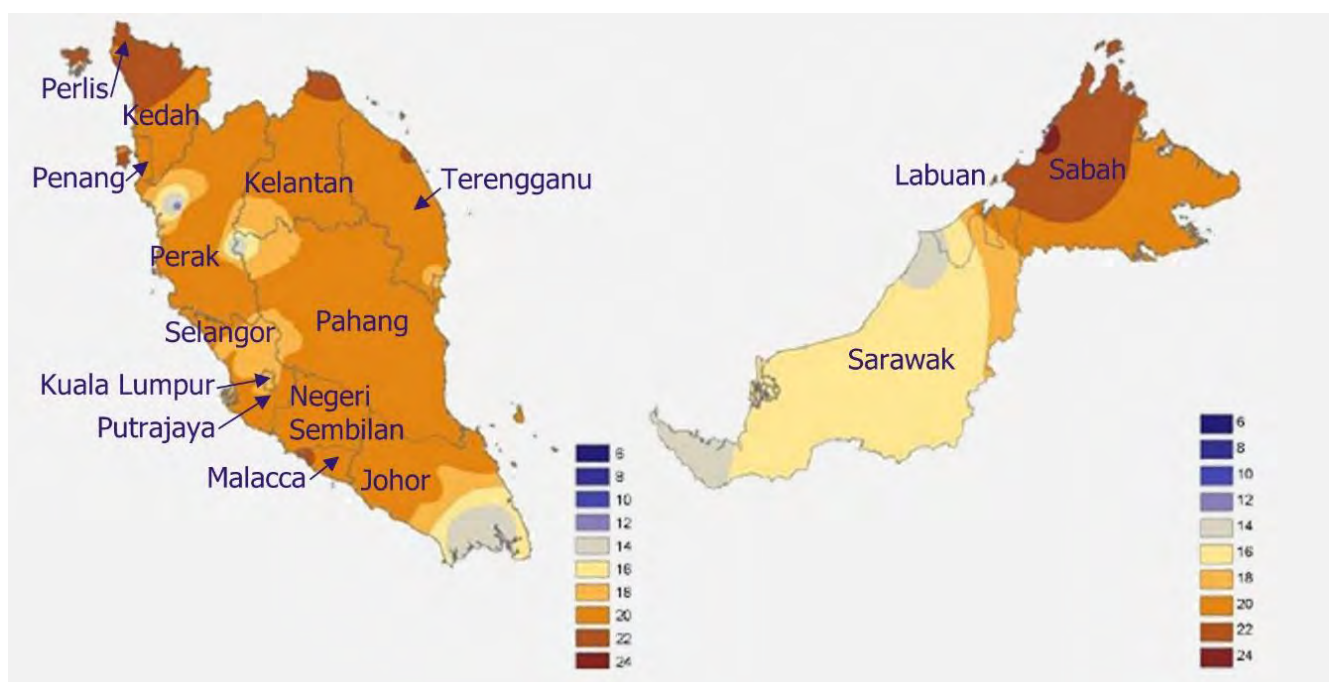 Perlis
Kedah
Penang
Kelantan
Terengganu
Perak
Selangor
Pahang
Kuala Lumpur
Putrajaya
Negeri
Sembilan
Malacca
Johor
6
8
10
12
14
16
18
20
22
24
Labuan
Sabah
Sarawak
6
8
10
12
14
16
18
20
22
24